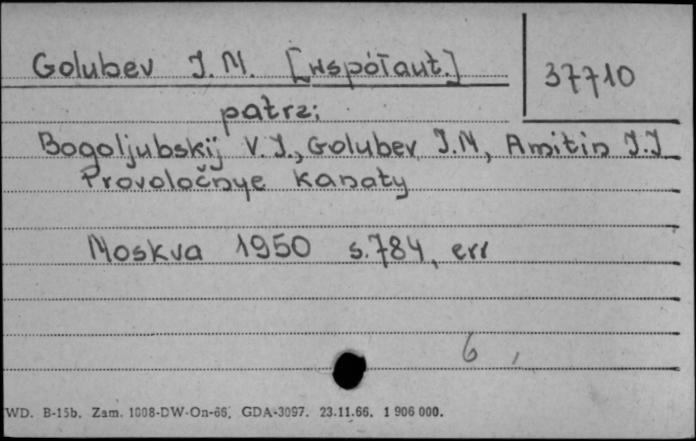 Golubev I.M. [współaut.]
37710
patrz:
Bogoljubskij V.I., Golubev I.M, Amitin I.I
Provoločnye kanaty
Moskva 1950 s.784, err
6,
WD. B-15b. Zam. 1008-DW-On-66. GDA-3097. 23.11.66. 1 906 000.